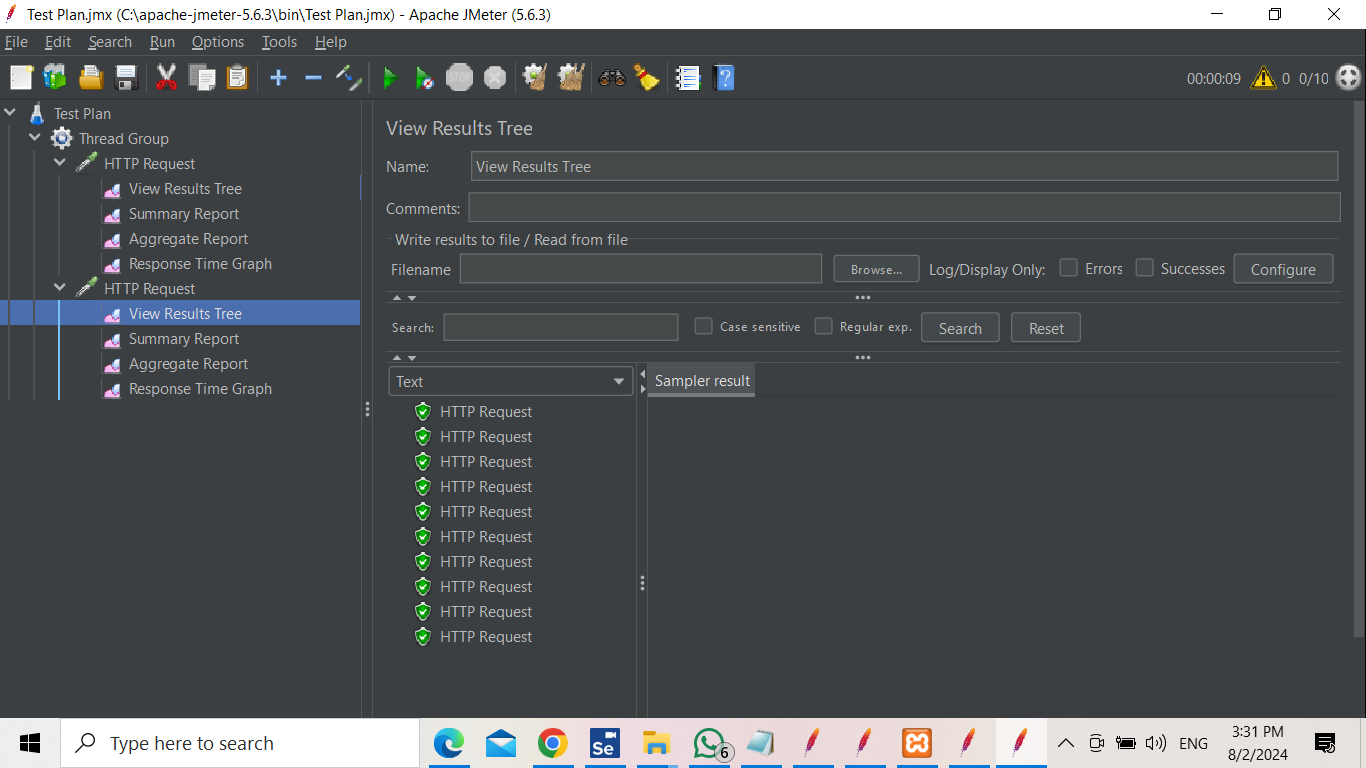 Test Plan.jmx (C:\apache-jmeter-5.6.3\bin\Test Plan.jmx) - Apache JMeter (5.6.3)
File Edit Search Run Options Tools Help
STOP
00:00:09 0 0/10
Test Plan
Thread Group
HTTP Request
View Results Tree
Summary Report
Aggregate Report
Response Time Graph
HTTP Request
View Results Tree
Summary Report
Aggregate Report
Response Time Graph
View Results Tree
Name: View Results Tree
Comments:
Write results to file / Read from file
Filename Browse... Log/Display Only: Errors Successes Configure
Search: Case sensitive Regular exp. Search Reset
Text
Sampler result
HTTP Request
HTTP Request
HTTP Request
HTTP Request
HTTP Request
HTTP Request
HTTP Request
HTTP Request
HTTP Request
HTTP Request
Type here to search
Se
6
ENG
3:31 PM
8/2/2024